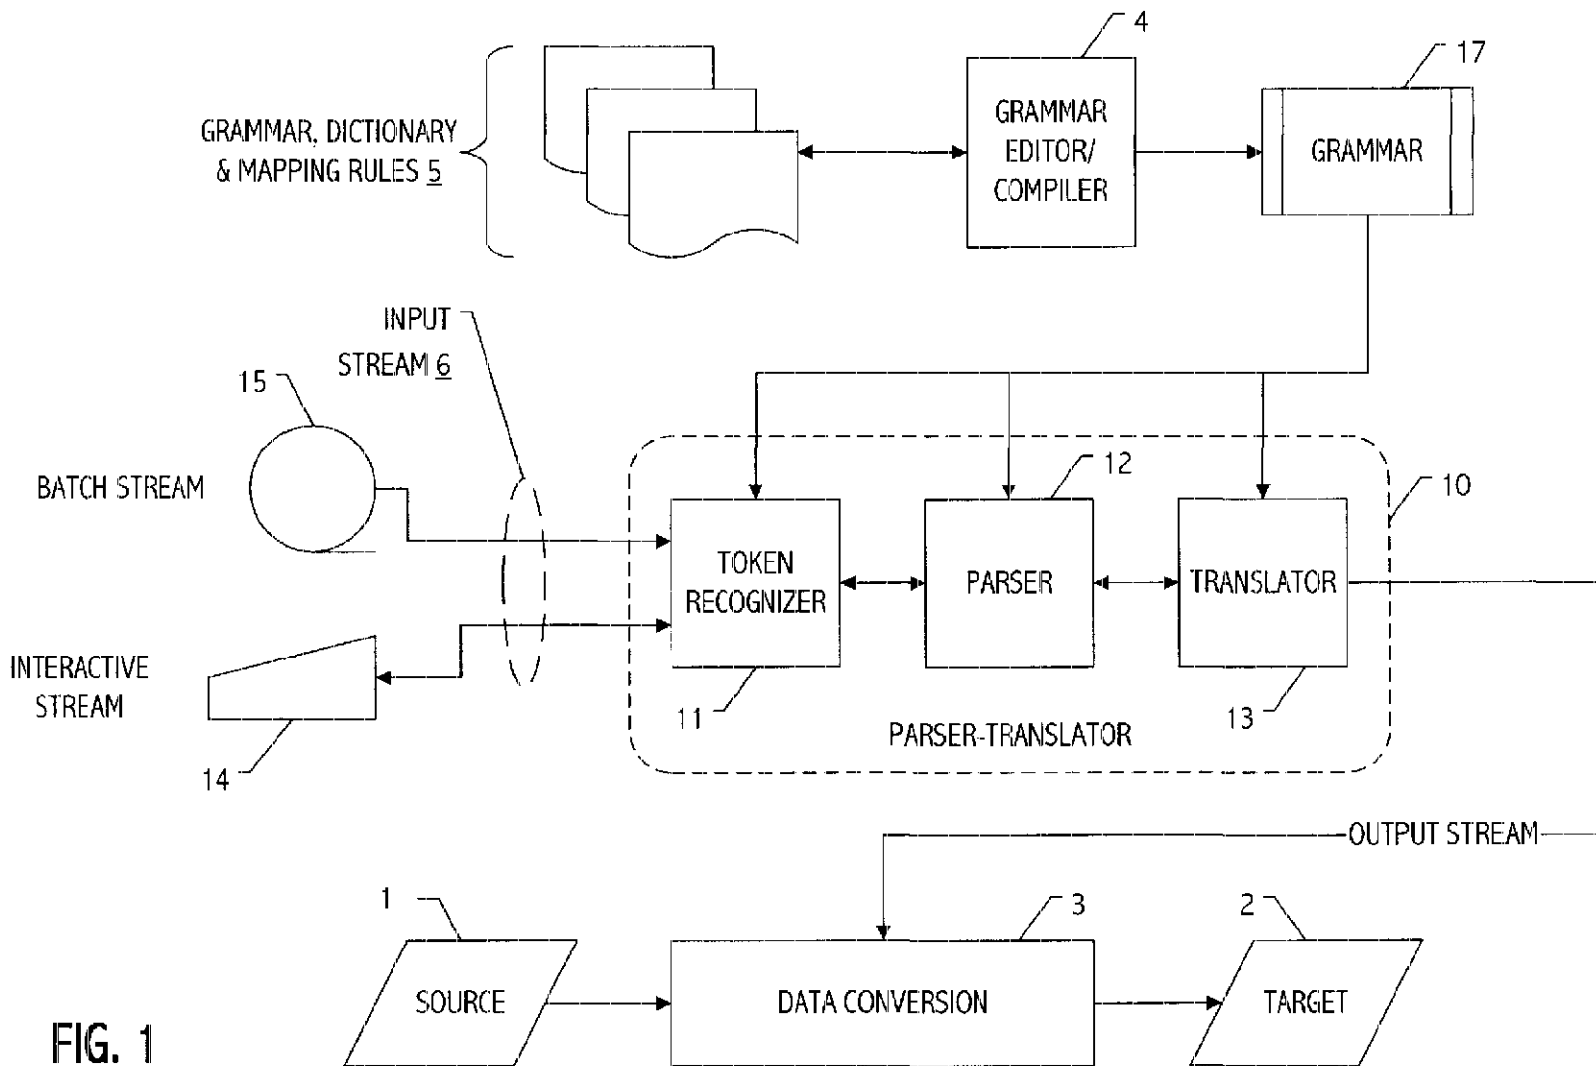 4
17
GRAMMAR, DICTIONARY
& MAPPING RULES 5
GRAMMAR
EDITOR/
COMPILER
GRAMMAR
INPUT
STREAM 6
15
BATCH STREAM
12
10
TOKEN
RECOGNIZER
PARSER
TRANSLATOR
INTERACTIVE
STREAM
14
11
13
PARSER-TRANSLATOR
OUTPUT STREAM
1
3
2
SOURCE
DATA CONVERSION
TARGET
FIG. 1